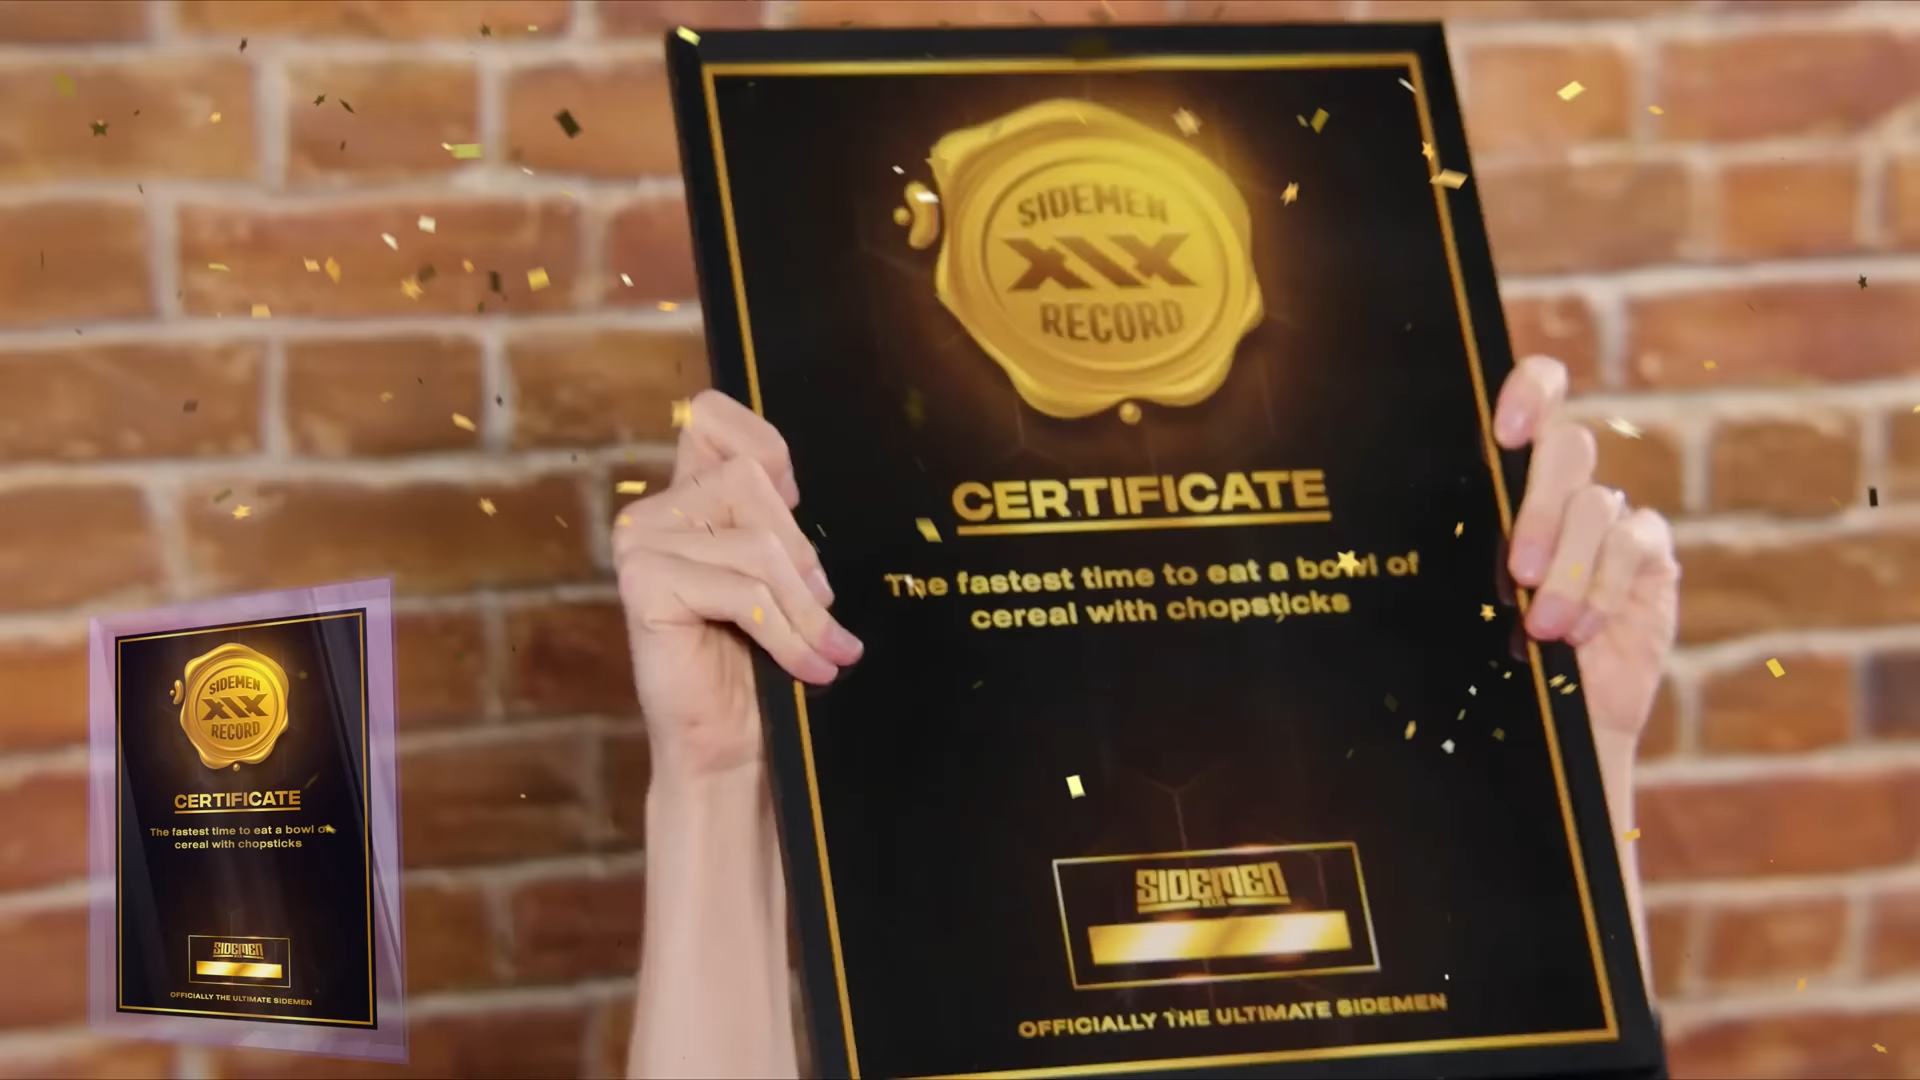 SIDEMEN
XIX
RECORD
CERTIFICATE
The fastest time to eat a bowl of
cereal with chopsticks
SIDEMEN
OFFICIALLY THE ULTIMATE SIDEMEN
SIDEMEN
XIX
RECORD
CERTIFICATE
The fastest time to eat a bowl of
cereal with chopsticks
SIDEMEN
OFFICIALLY THE ULTIMATE SIDEMEN